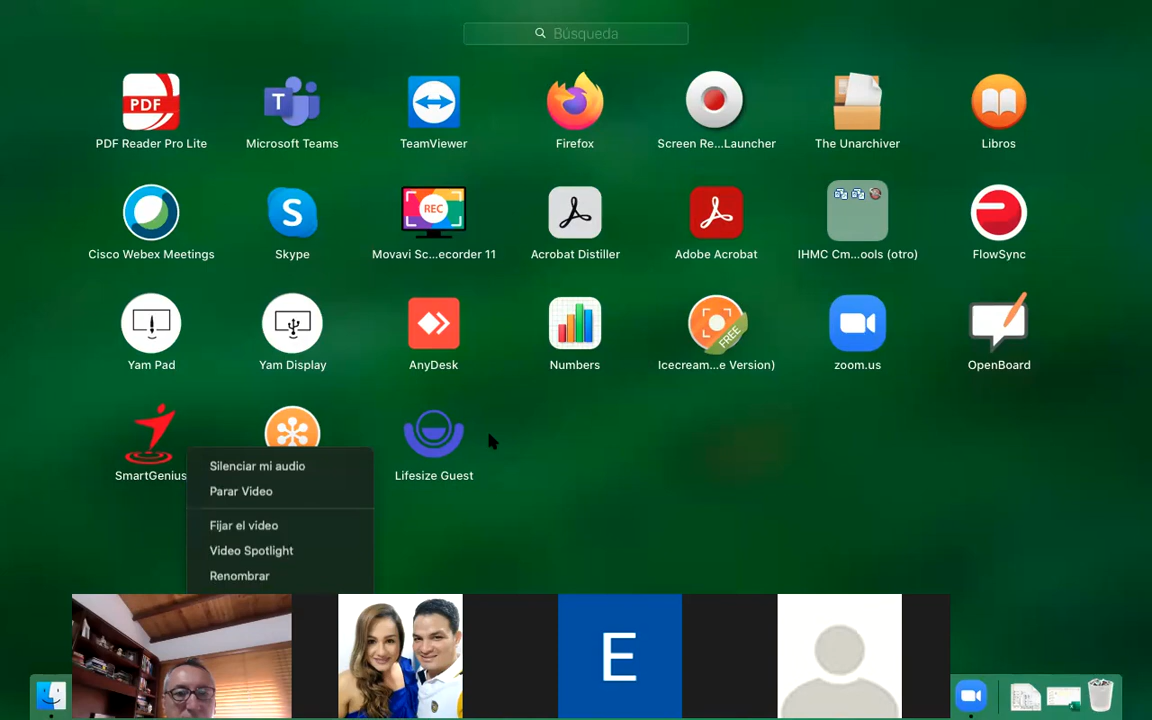 Búsqueda
PDF
PDF Reader Pro Lite
T
Microsoft Teams
TeamViewer
Firefox
Screen Re...Launcher
The Unarchiver
Libros
Cisco Webex Meetings
S
Skype
REC
Movavi Sc...ecorder 11
Acrobat Distiller
Adobe Acrobat
IHMC Cm...ools (otro)
FlowSync
Yam Pad
Yam Display
AnyDesk
Numbers
FREE
Icecream...e Version)
zoom.us
OpenBoard
SmartGenius
Lifesize Guest
Silenciar mi audio
Parar Video
Fijar el video
Video Spotlight
Renombrar
E